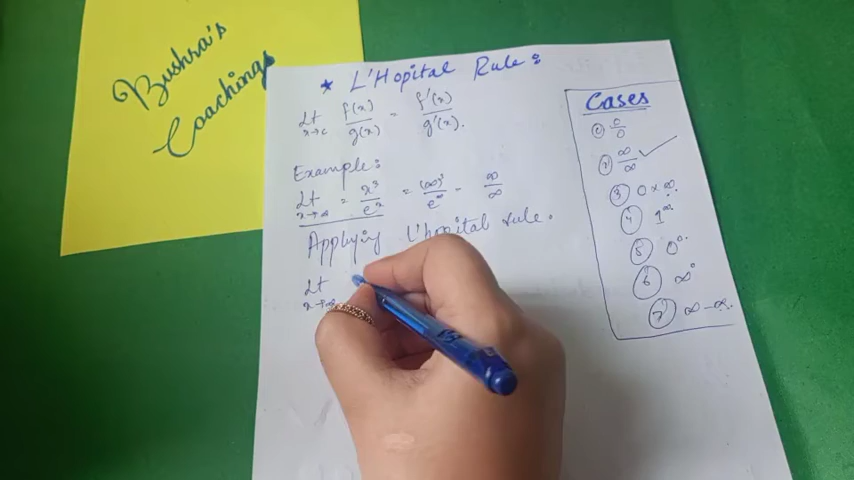 Bushra's
Coachings
* L'Hopital Rule:
Lt x→c f(x)/g(x) = f'(x)/g'(x).
Example:
Lt x→∞ = x³/eˣ = (∞)³/e^∞ = ∞/∞
Applying L'hopital rule.
Lt x→∞
Cases
① 0/0
② ∞/∞ ✓
③ 0×∞
④ 1^∞
⑤ 0⁰
⑥ ∞⁰
⑦ ∞-∞.